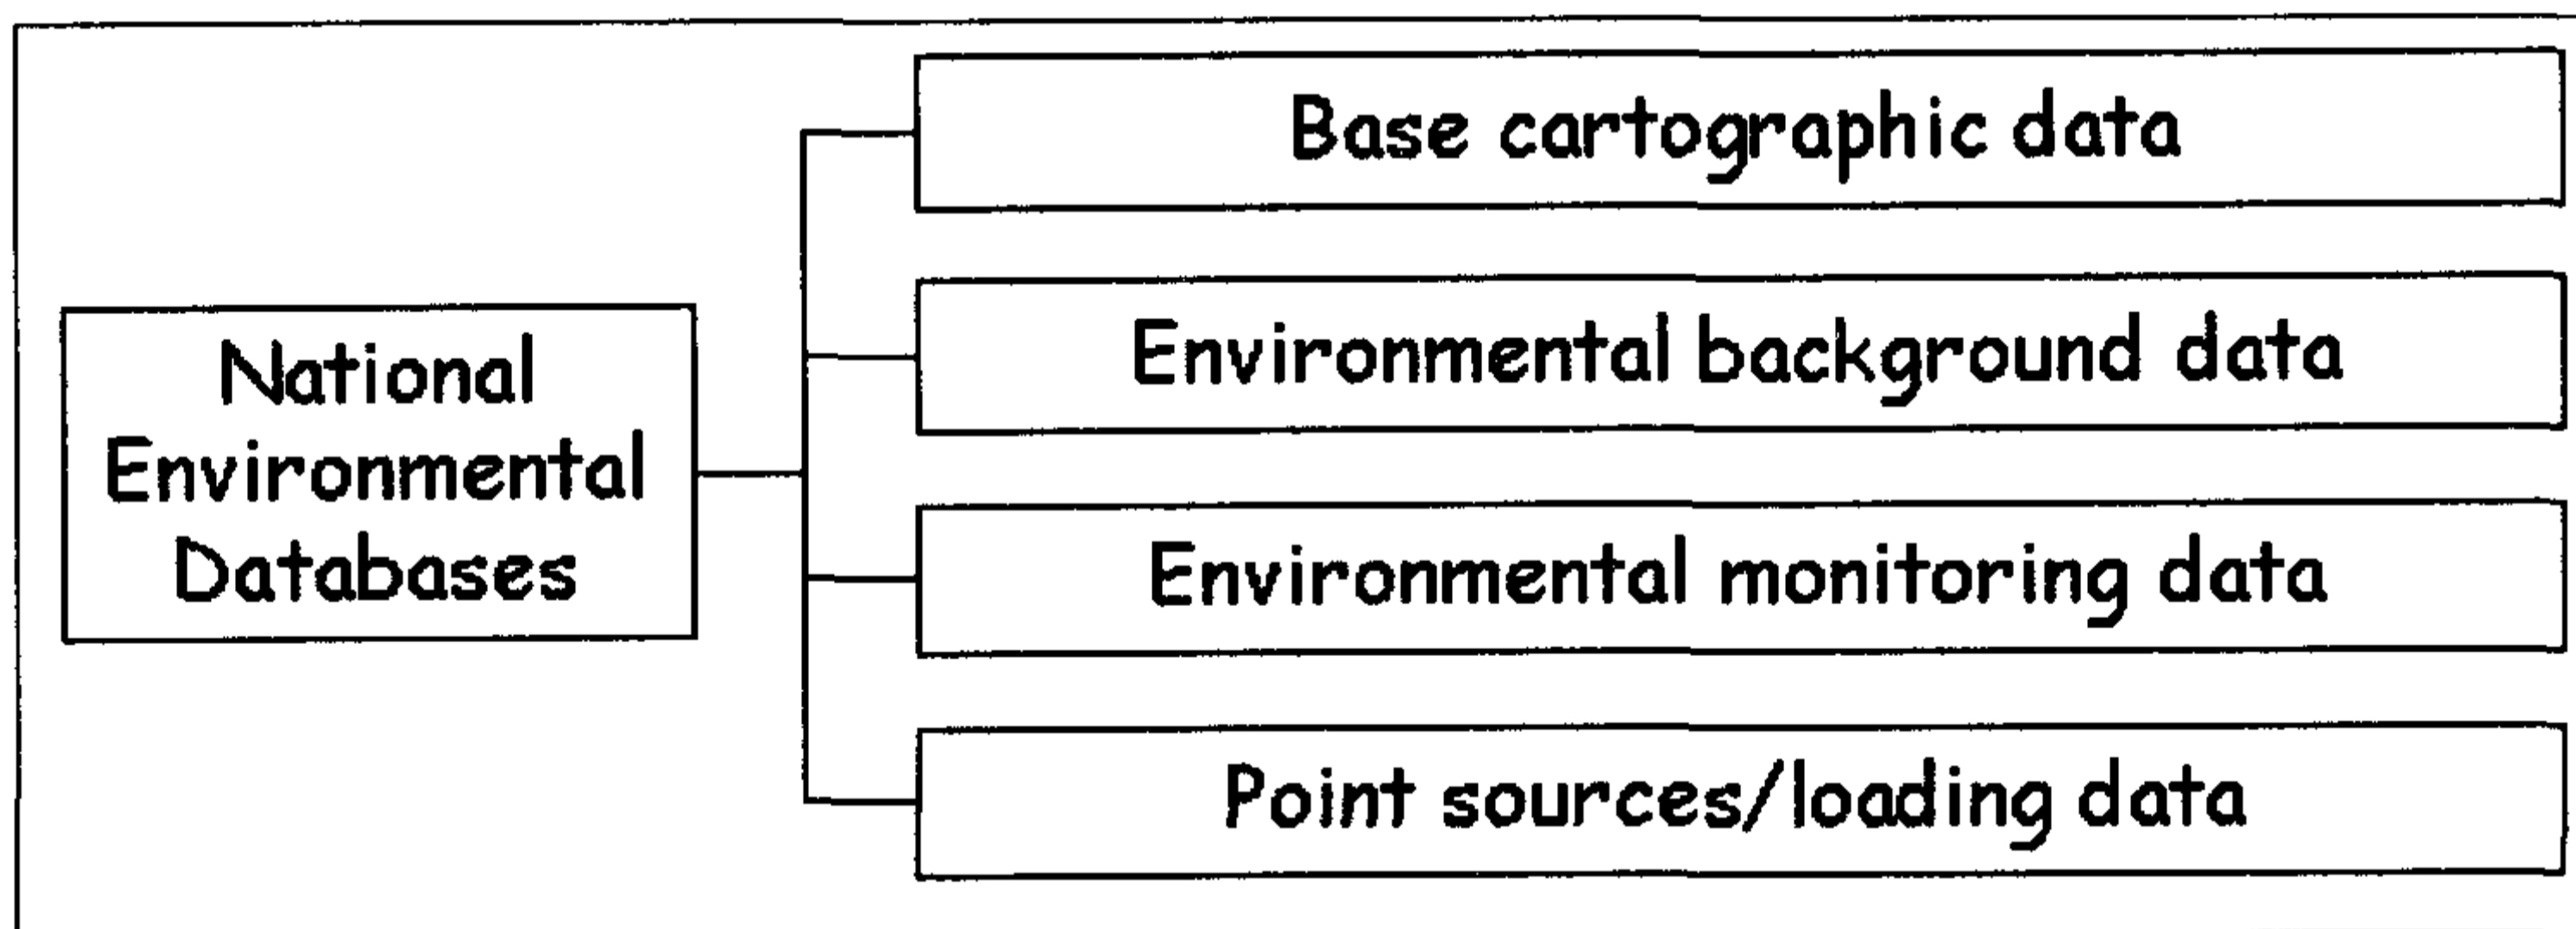 National
Environmental
Databases
Base cartographic data
Environmental background data
Environmental monitoring data
Point sources/loading data